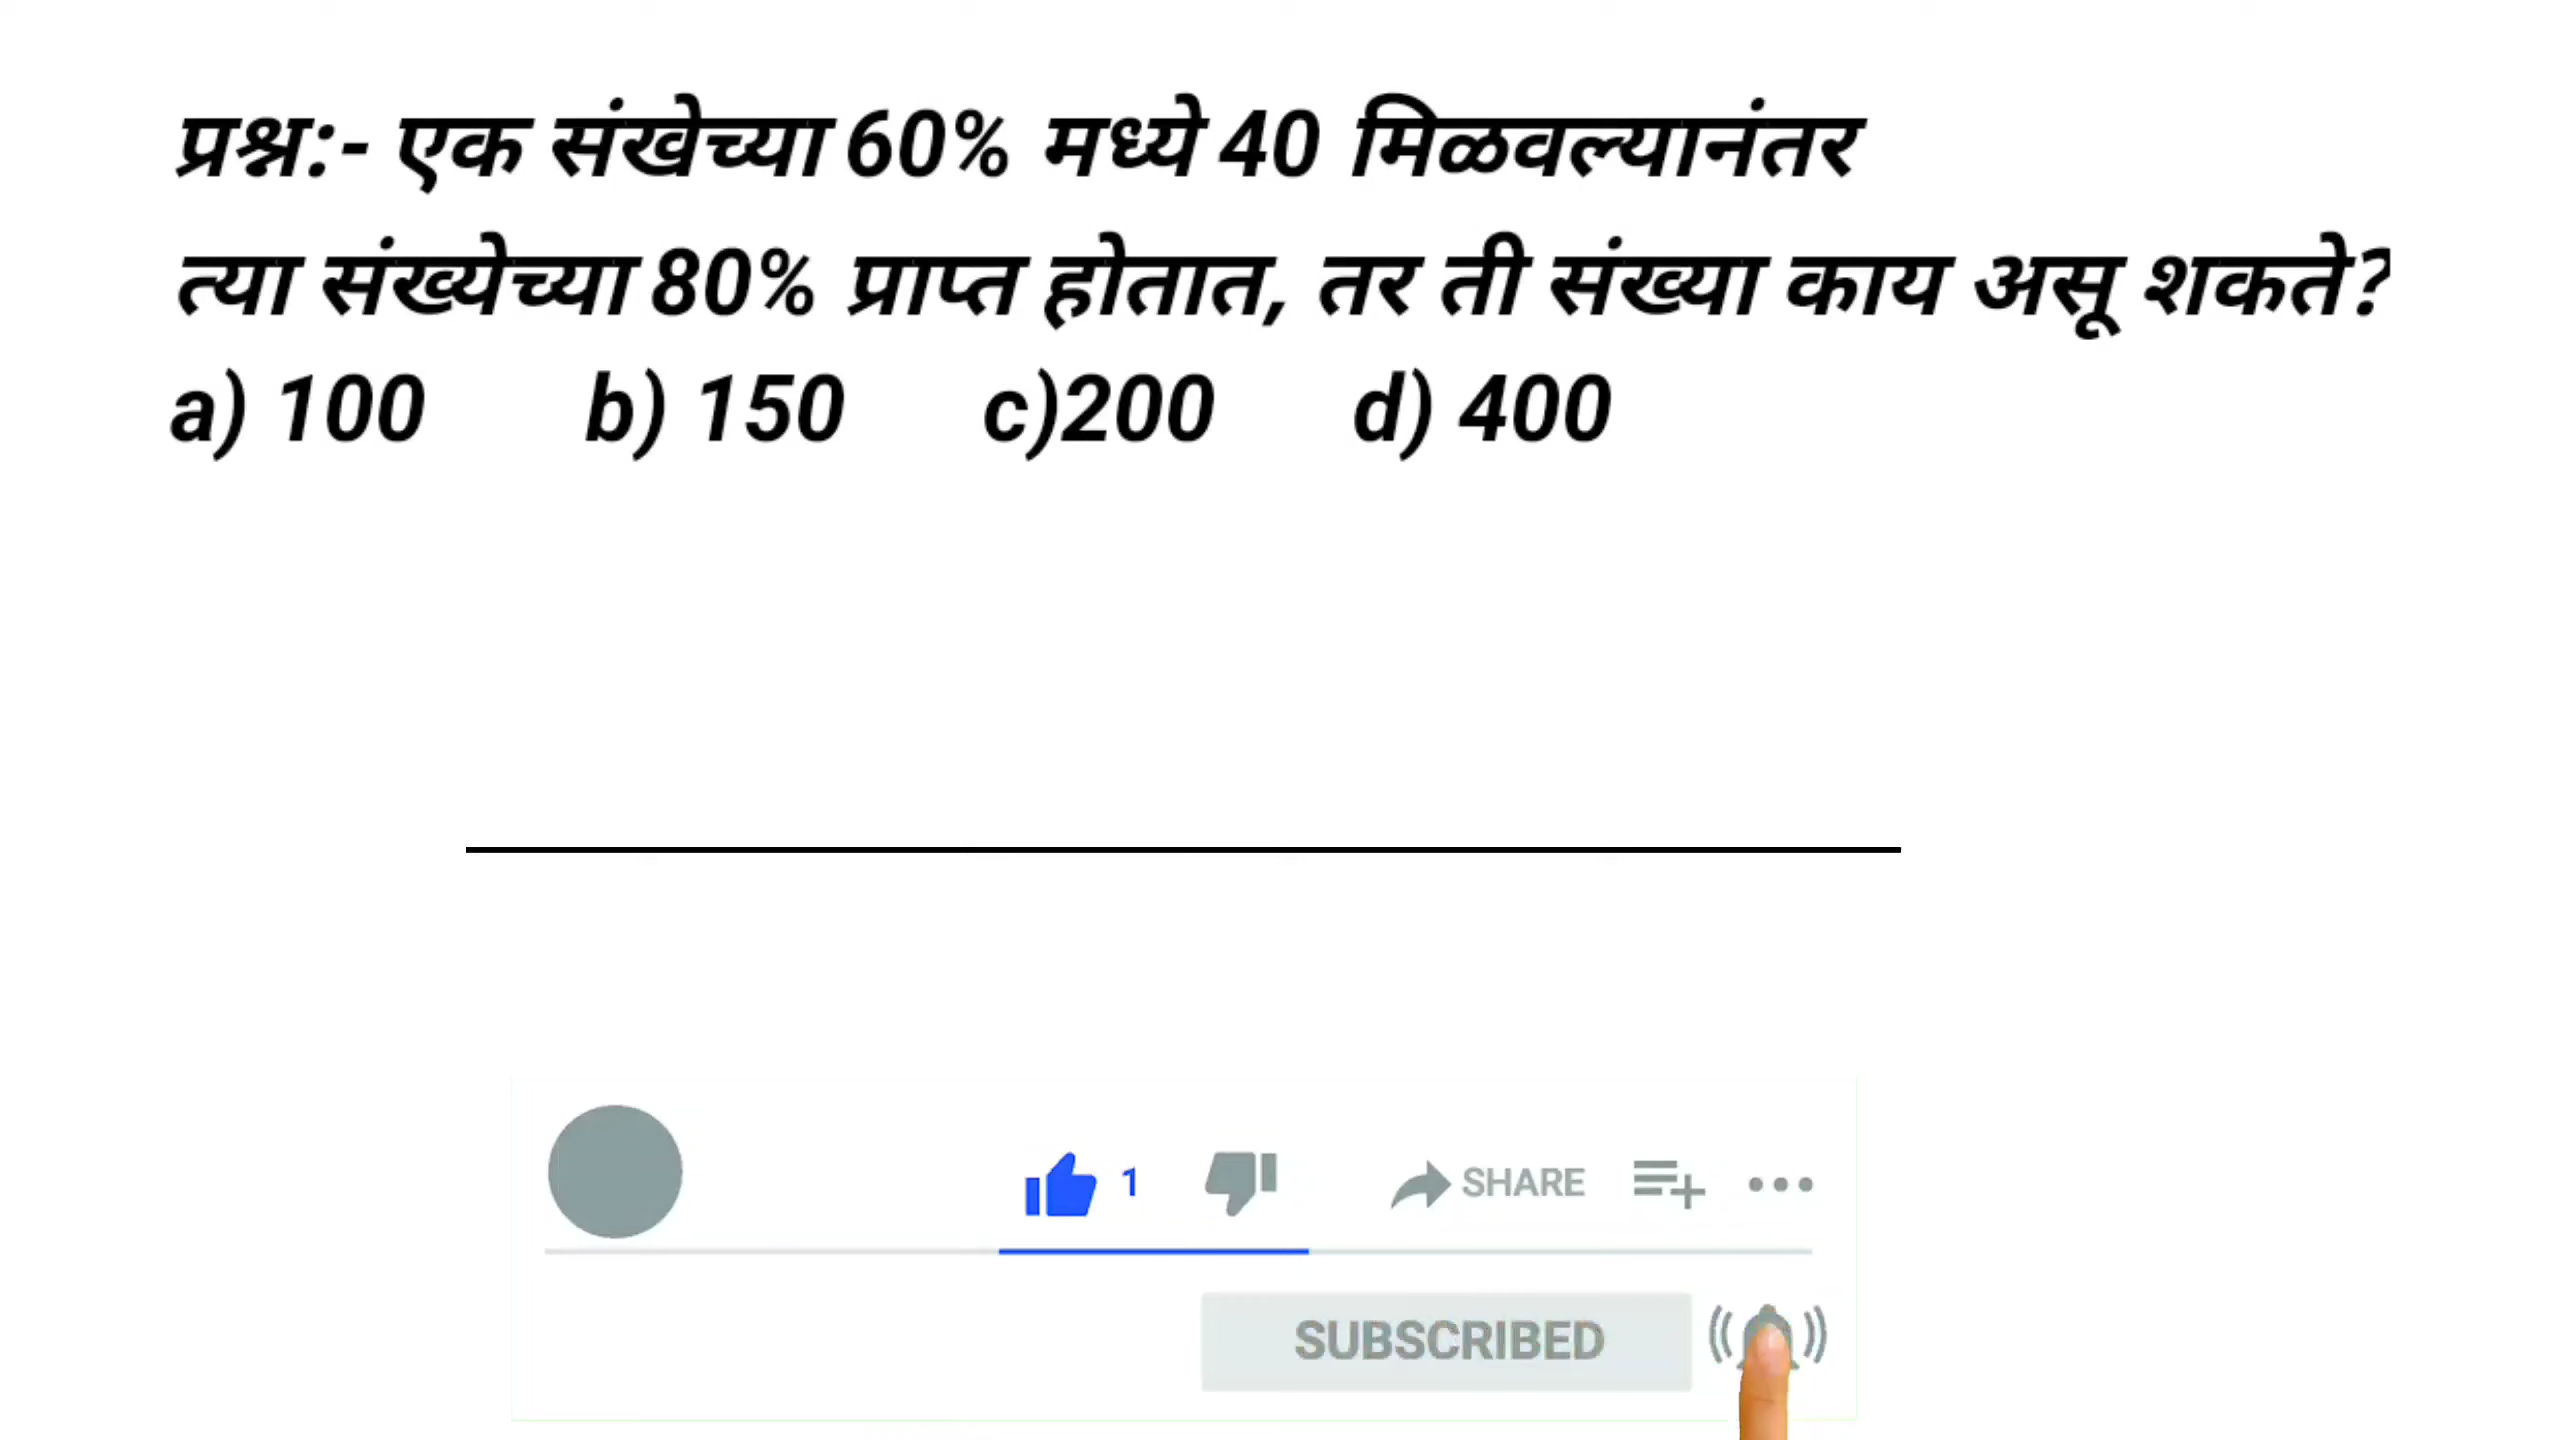 प्रश्न:- एक संखेच्या 60% मध्ये 40 मिळवल्यानंतर
त्या संख्येच्या 80% प्राप्त होतात, तर ती संख्या काय असू शकते?
a) 100 b) 150 c)200 d) 400
1 SHARE
SUBSCRIBED